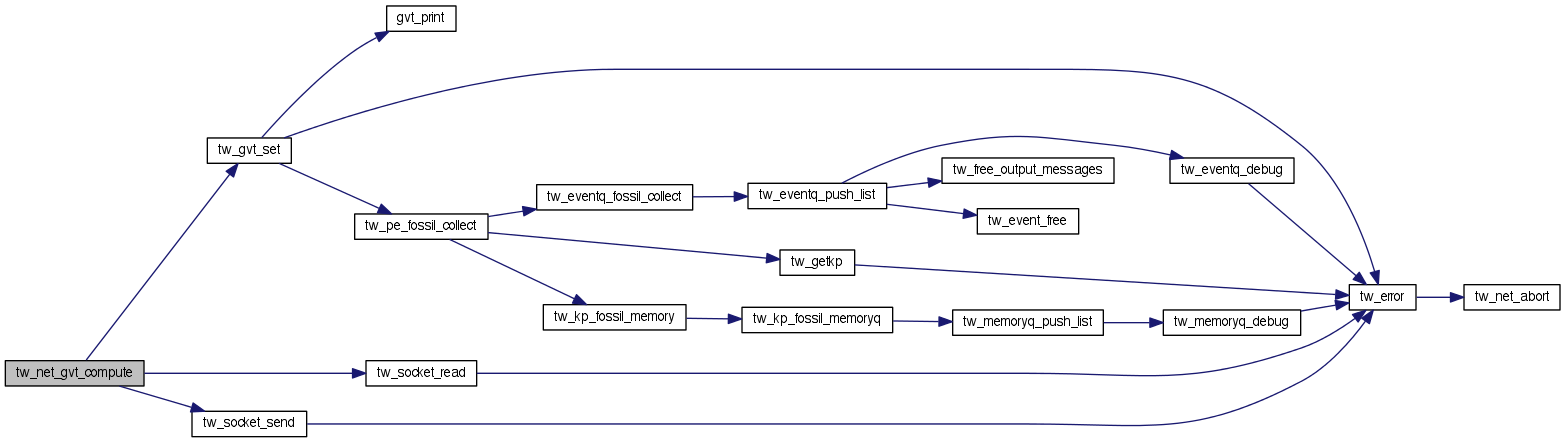 gvt_print
tw_gvt_set
tw_free_output_messages
tw_eventq_debug
tw_eventq_fossil_collect
tw_eventq_push_list
tw_pe_fossil_collect
tw_event_free
tw_getkp
tw_error
tw_net_abort
tw_kp_fossil_memory
tw_kp_fossil_memoryq
tw_memoryq_push_list
tw_memoryq_debug
tw_net_gvt_compute
tw_socket_read
tw_socket_send